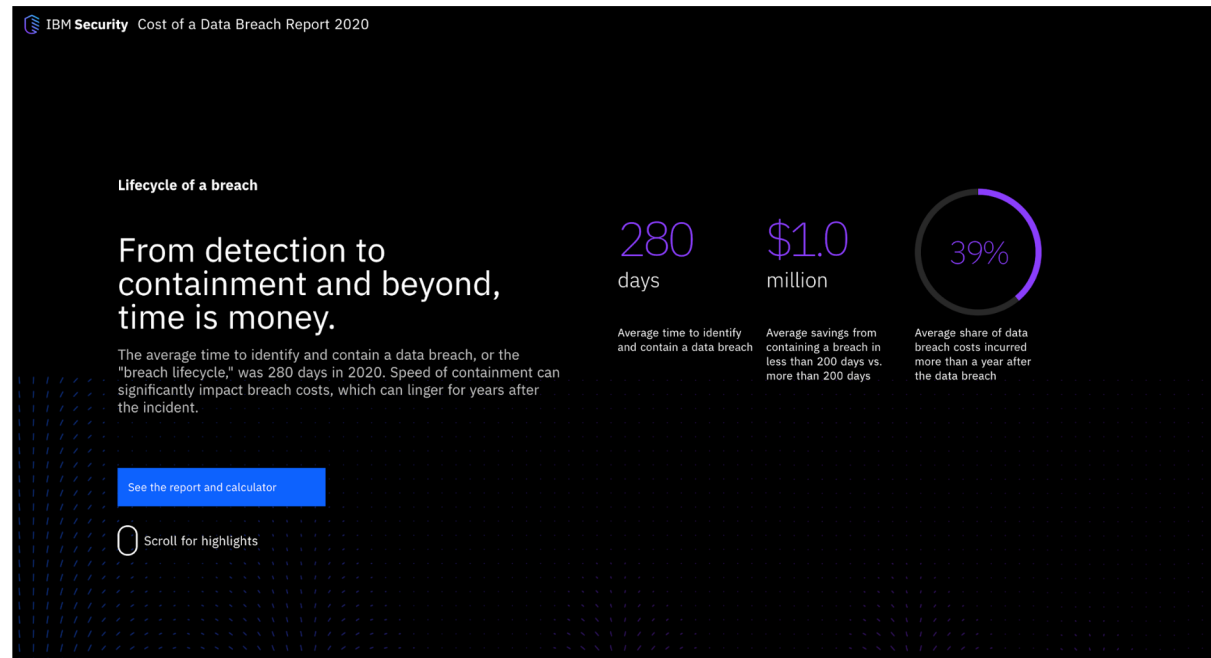 IBM Security Cost of a Data Breach Report 2020
Lifecycle of a breach
From detection to
containment and beyond,
time is money.
The average time to identify and contain a data breach, or the
"breach lifecycle," was 280 days in 2020. Speed of containment can
significantly impact breach costs, which can linger for years after
the incident.
See the report and calculator
Scroll for highlights
280
days
Average time to identify
and contain a data breach
$1.0
million
Average savings from
containing a breach in
less than 200 days vs.
more than 200 days
39%
Average share of data
breach costs incurred
more than a year after
the data breach